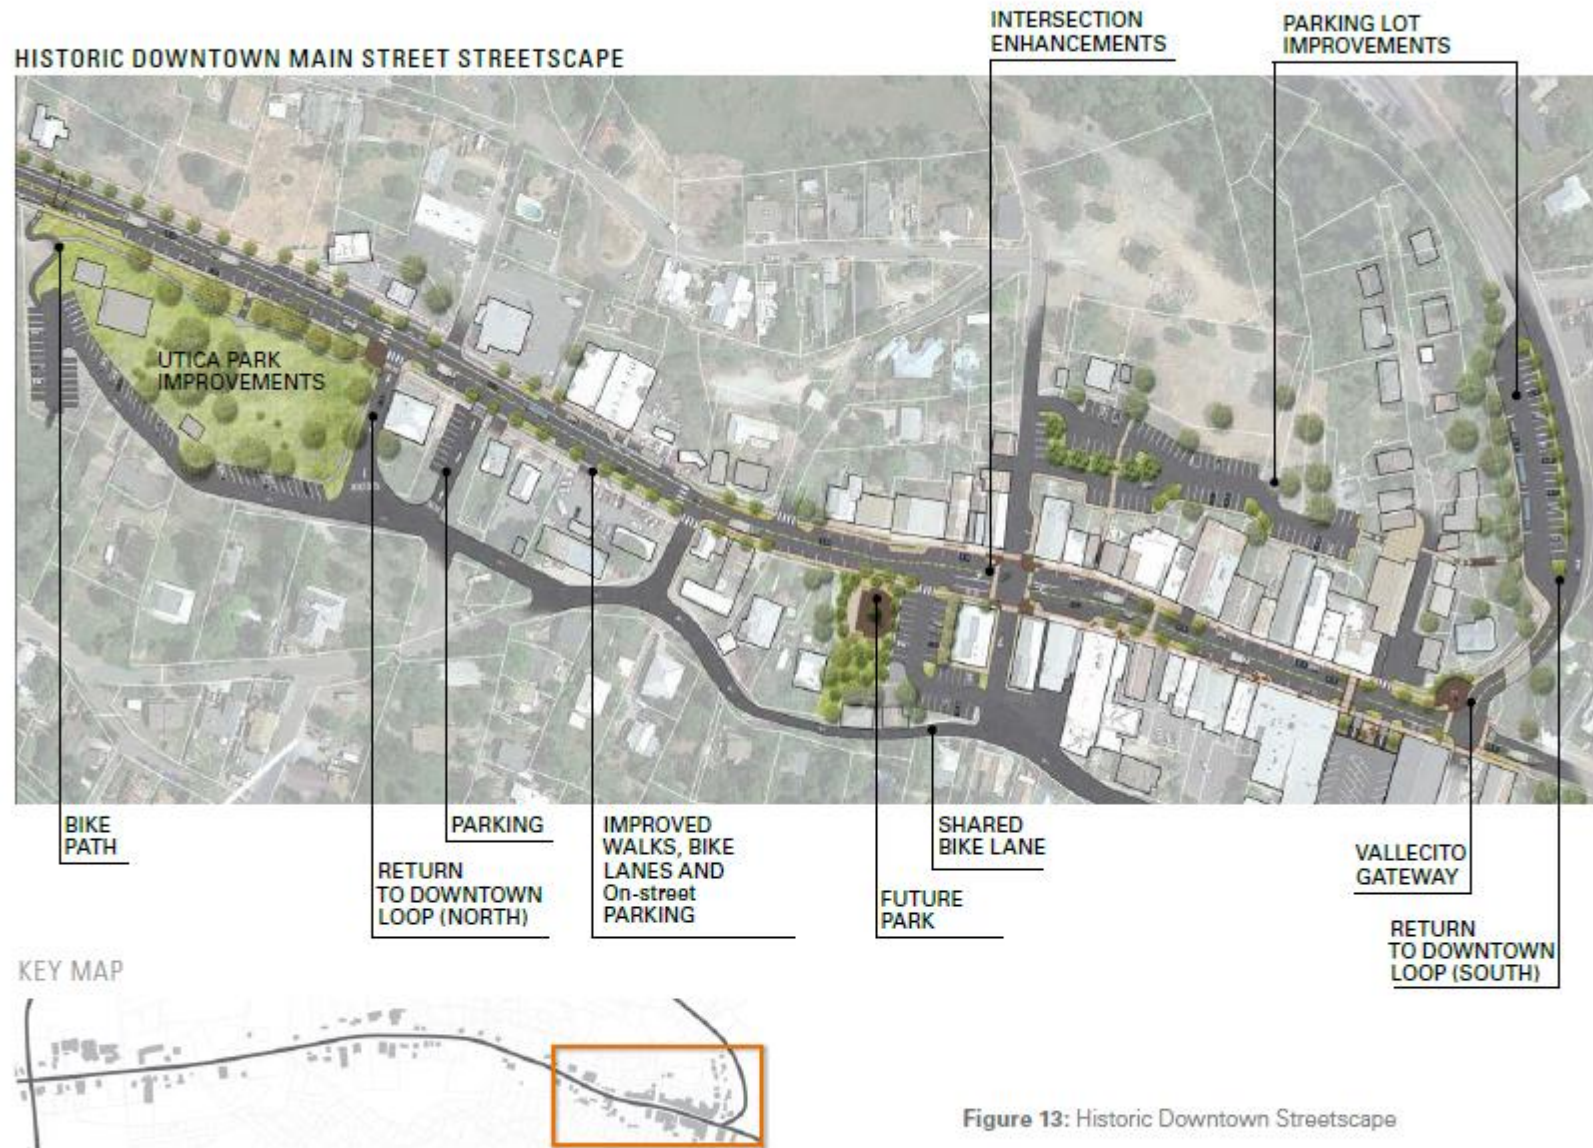 INTERSECTION
ENHANCEMENTS
PARKING LOT
IMPROVEMENTS
HISTORIC DOWNTOWN MAIN STREET STREETSCAPE
UTICA PARK
IMPROVEMENTS
BIKE
PATH
RETURN
TO DOWNTOWN
LOOP (NORTH)
PARKING
IMPROVED
WALKS, BIKE
LANES AND
On-street
PARKING
FUTURE
PARK
SHARED
BIKE LANE
VALLECITO
GATEWAY
RETURN
TO DOWNTOWN
LOOP (SOUTH)
KEY MAP
Figure 13: Historic Downtown Streetscape